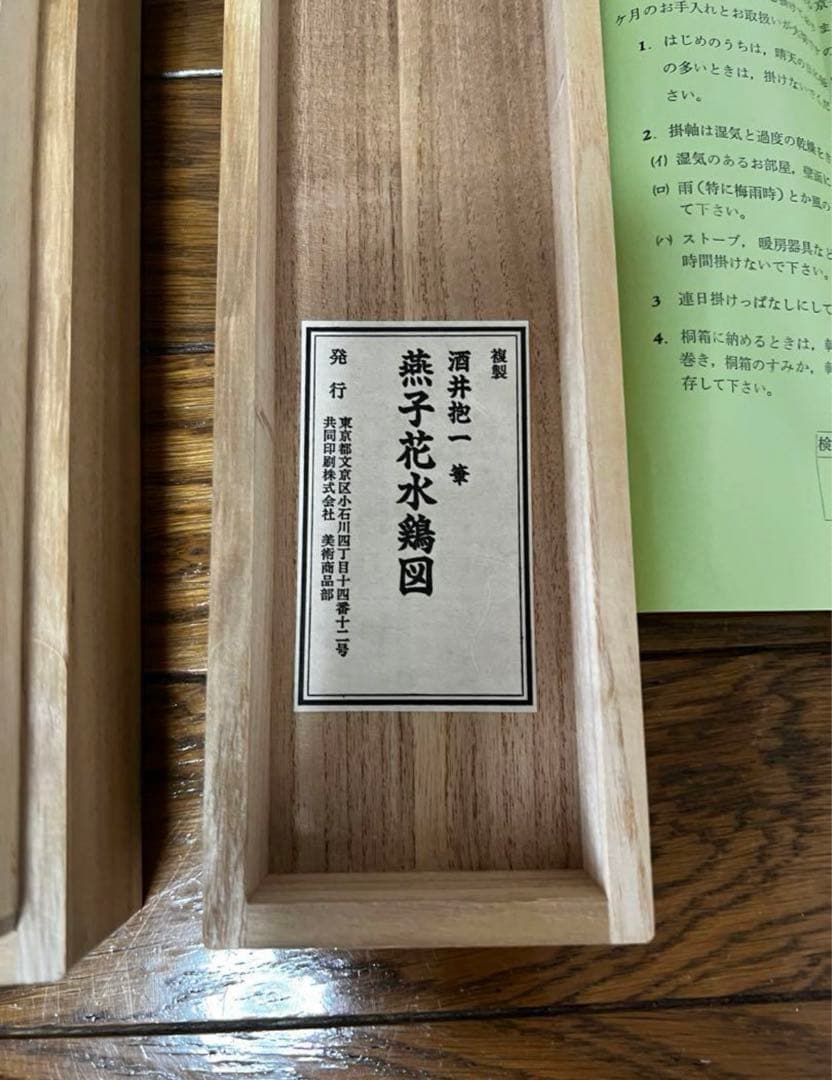 複製
酒井抱一 筆
燕子花水鶏図
発行
東京都文京区小石川四丁目十四番十二号
共同印刷株式会社 美術商品部
ヶ月のお手入れとお取扱いが
1. はじめのうちは，晴天の
の多いときは，掛けないでくだ
さい。
2. 掛軸は湿気と過度の乾燥を
(イ) 湿気のあるお部屋，壁面に
(ロ) 雨（特に梅雨時）とか風の
て下さい。
(ハ) ストーブ， 暖房器具など
時間掛けないで下さい。
3 連日掛けっぱなしにして
4. 桐箱に納めるときは，
巻き，桐箱のすみか，
存して下さい。
検